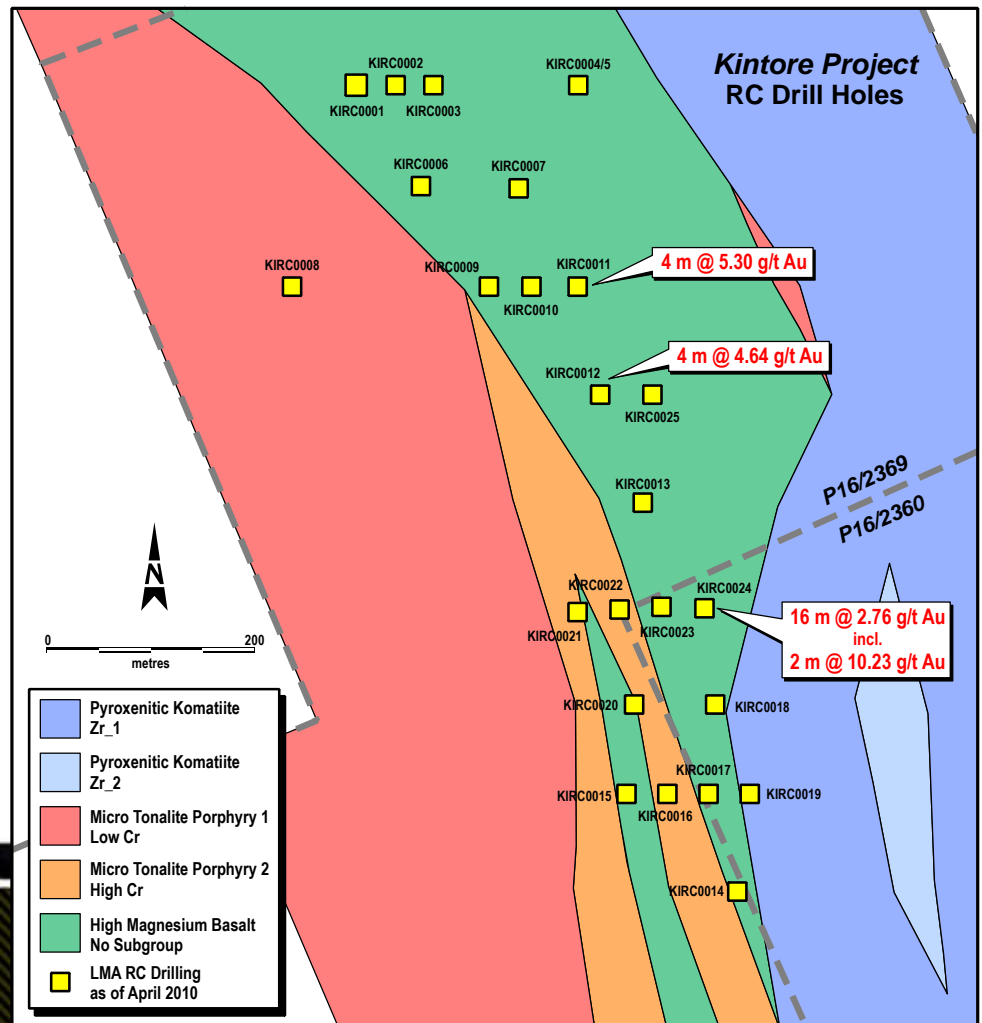 Kintore Project
RC Drill Holes
KIRC0002
KIRC0004/5
KIRC0001
KIRC0003
KIRC0006
KIRC0007
KIRC0008
KIRC0009
KIRC0011
KIRC0010
4 m @ 5.30 g/t Au
4 m @ 4.64 g/t Au
KIRC0012
KIRC0025
KIRC0013
P16/2369
P16/2360
N
0 200
metres
KIRC0022
KIRC0024
KIRC0021
KIRC0023
16 m @ 2.76 g/t Au
incl.
2 m @ 10.23 g/t Au
KIRC0020
KIRC0018
KIRC0017
KIRC0015
KIRC0019
KIRC0016
KIRC0014
Pyroxenitic Komatiite
Zr_1
Pyroxenitic Komatiite
Zr_2
Micro Tonalite Porphyry 1
Low Cr
Micro Tonalite Porphyry 2
High Cr
High Magnesium Basalt
No Subgroup
LMA RC Drilling
as of April 2010